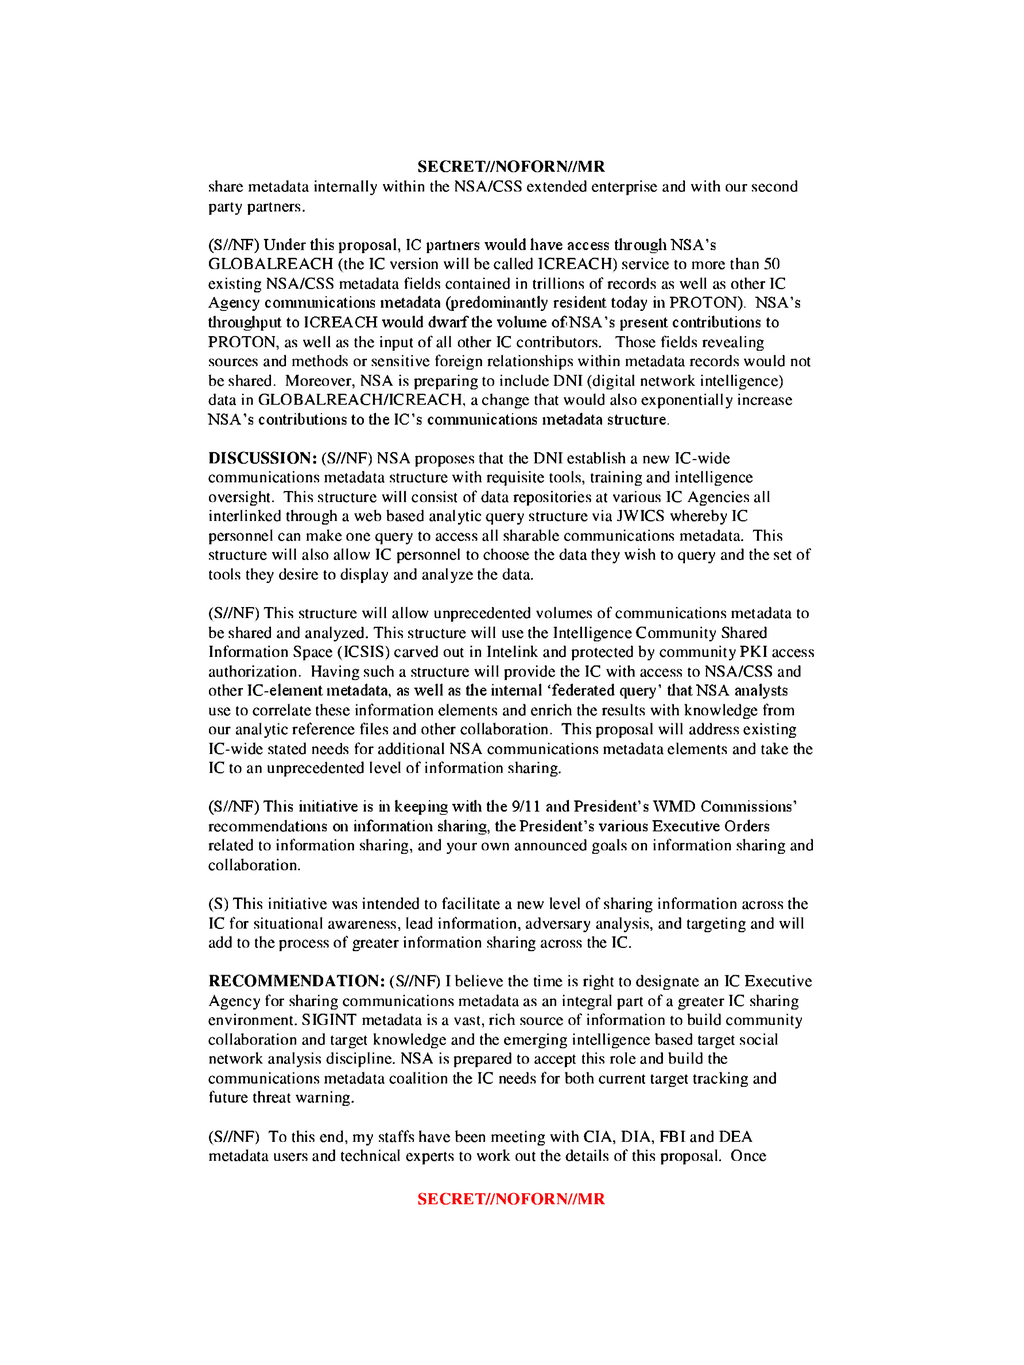 SECRET//NOFORN//MR
share metadata internally within the NSA/CSS extended enterprise and with our second
party partners.
(S//NF) Under this proposal, IC partners would have access through NSA's
GLOBALREACH (the IC version will be called ICREACH) service to more than 50
existing NSA/CSS metadata fields contained in trillions of records as well as other IC
Agency communications metadata (predominantly resident today in PROTON).  NSA's
throughput to ICREACH would dwarf the volume of NSA's present contributions to
PROTON, as well as the input of all other IC contributors.   Those fields revealing
sources and methods or sensitive foreign relationships within metadata records would not
be shared.  Moreover, NSA is preparing to include DNI (digital network intelligence)
data in GLOBALREACH/ICREACH, a change that would also exponentially increase
NSA's contributions to the IC's communications metadata structure.
DISCUSSION: (S//NF) NSA proposes that the DNI establish a new IC-wide
communications metadata structure with requisite tools, training and intelligence
oversight.  This structure will consist of data repositories at various IC Agencies all
interlinked through a web based analytic query structure via JWICS whereby IC
personnel can make one query to access all sharable communications metadata.  This
structure will also allow IC personnel to choose the data they wish to query and the set of
tools they desire to display and analyze the data.
(S//NF) This structure will allow unprecedented volumes of communications metadata to
be shared and analyzed. This structure will use the Intelligence Community Shared
Information Space (ICSIS) carved out in Intelink and protected by community PKI access
authorization.  Having such a structure will provide the IC with access to NSA/CSS and
other IC-element metadata, as well as the internal 'federated query' that NSA analysts
use to correlate these information elements and enrich the results with knowledge from
our analytic reference files and other collaboration.  This proposal will address existing
IC-wide stated needs for additional NSA communications metadata elements and take the
IC to an unprecedented level of information sharing.
(S//NF) This initiative is in keeping with the 9/11 and President's WMD Commissions'
recommendations on information sharing, the President's various Executive Orders
related to information sharing, and your own announced goals on information sharing and
collaboration.
(S) This initiative was intended to facilitate a new level of sharing information across the
IC for situational awareness, lead information, adversary analysis, and targeting and will
add to the process of greater information sharing across the IC.
RECOMMENDATION: (S//NF) I believe the time is right to designate an IC Executive
Agency for sharing communications metadata as an integral part of a greater IC sharing
environment. SIGINT metadata is a vast, rich source of information to build community
collaboration and target knowledge and the emerging intelligence based target social
network analysis discipline. NSA is prepared to accept this role and build the
communications metadata coalition the IC needs for both current target tracking and
future threat warning.
(S//NF)  To this end, my staffs have been meeting with CIA, DIA, FBI and DEA
metadata users and technical experts to work out the details of this proposal.  Once
SECRET//NOFORN//MR